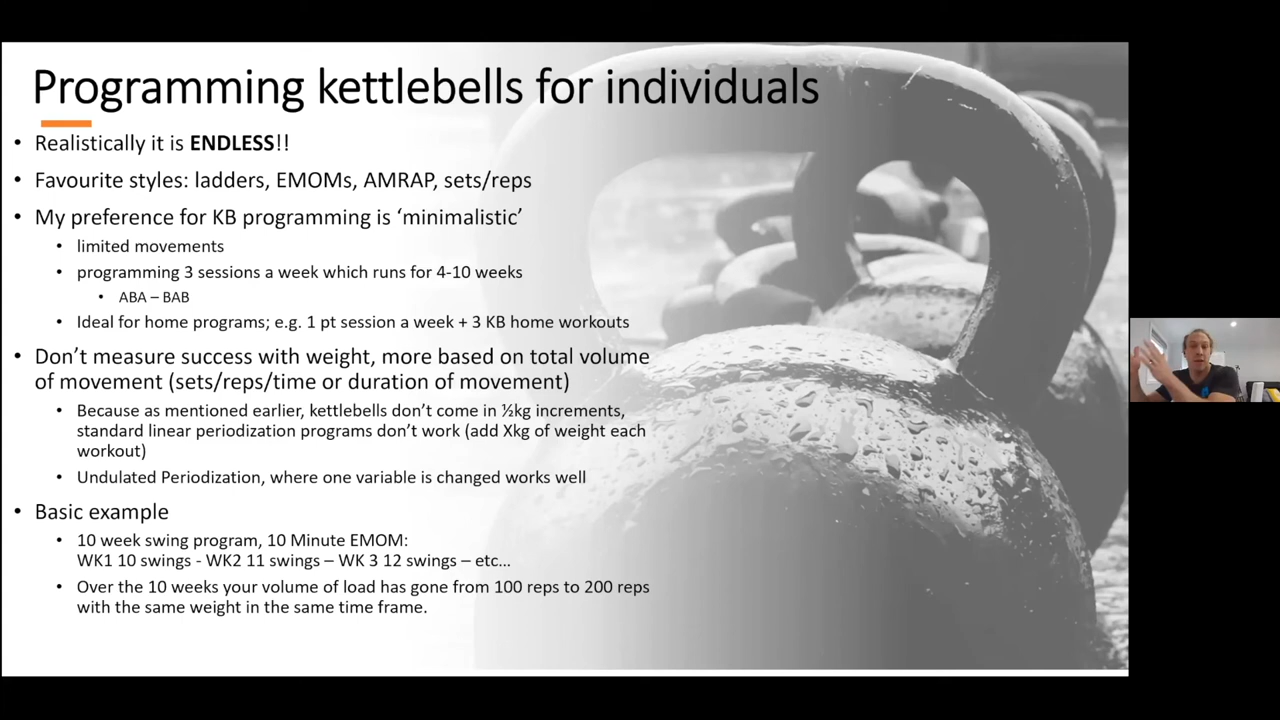 Programming kettlebells for individuals
• Realistically it is ENDLESS!!
• Favourite styles: ladders, EMOMs, AMRAP, sets/reps
• My preference for KB programming is ‘minimalistic’
• limited movements
• programming 3 sessions a week which runs for 4-10 weeks
• ABA – BAB
• Ideal for home programs; e.g. 1 pt session a week + 3 KB home workouts
• Don’t measure success with weight, more based on total volume
of movement (sets/reps/time or duration of movement)
• Because as mentioned earlier, kettlebells don’t come in ½kg increments,
standard linear periodization programs don’t work (add Xkg of weight each
workout)
• Undulated Periodization, where one variable is changed works well
• Basic example
• 10 week swing program, 10 Minute EMOM:
WK1 10 swings - WK2 11 swings – WK 3 12 swings – etc...
• Over the 10 weeks your volume of load has gone from 100 reps to 200 reps
with the same weight in the same time frame.